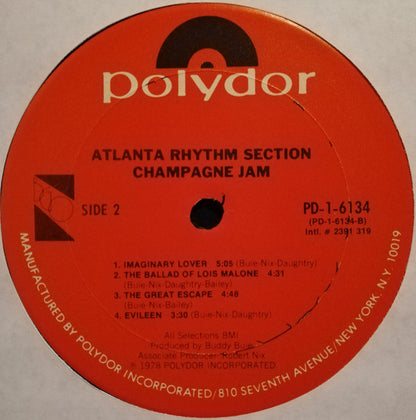 polydor
ATLANTA RHYTHM SECTION
CHAMPAGNE JAM
SIDE 2
PD-1-6134
(PD-1-6134-B)
Intl. # 2391 319
1. IMAGINARY LOVER 5:05 (Buie-Nix-Daughtry)
2. THE BALLAD OF LOIS MALONE 4:31
(Buie-Nix-Daughtry-Bailey)
3. THE GREAT ESCAPE 4:48
(Buie-Nix-Bailey)
4. EVILEEN 3:30 (Buie-Nix-Daughtry)
All Selections BMI
Produced by Buddy Buie
Associate Producer: Robert Nix
℗ 1978 POLYDOR INCORPORATED
MANUFACTURED BY POLYDOR INCORPORATED/810 SEVENTH AVENUE/NEW YORK, N.Y. 10019